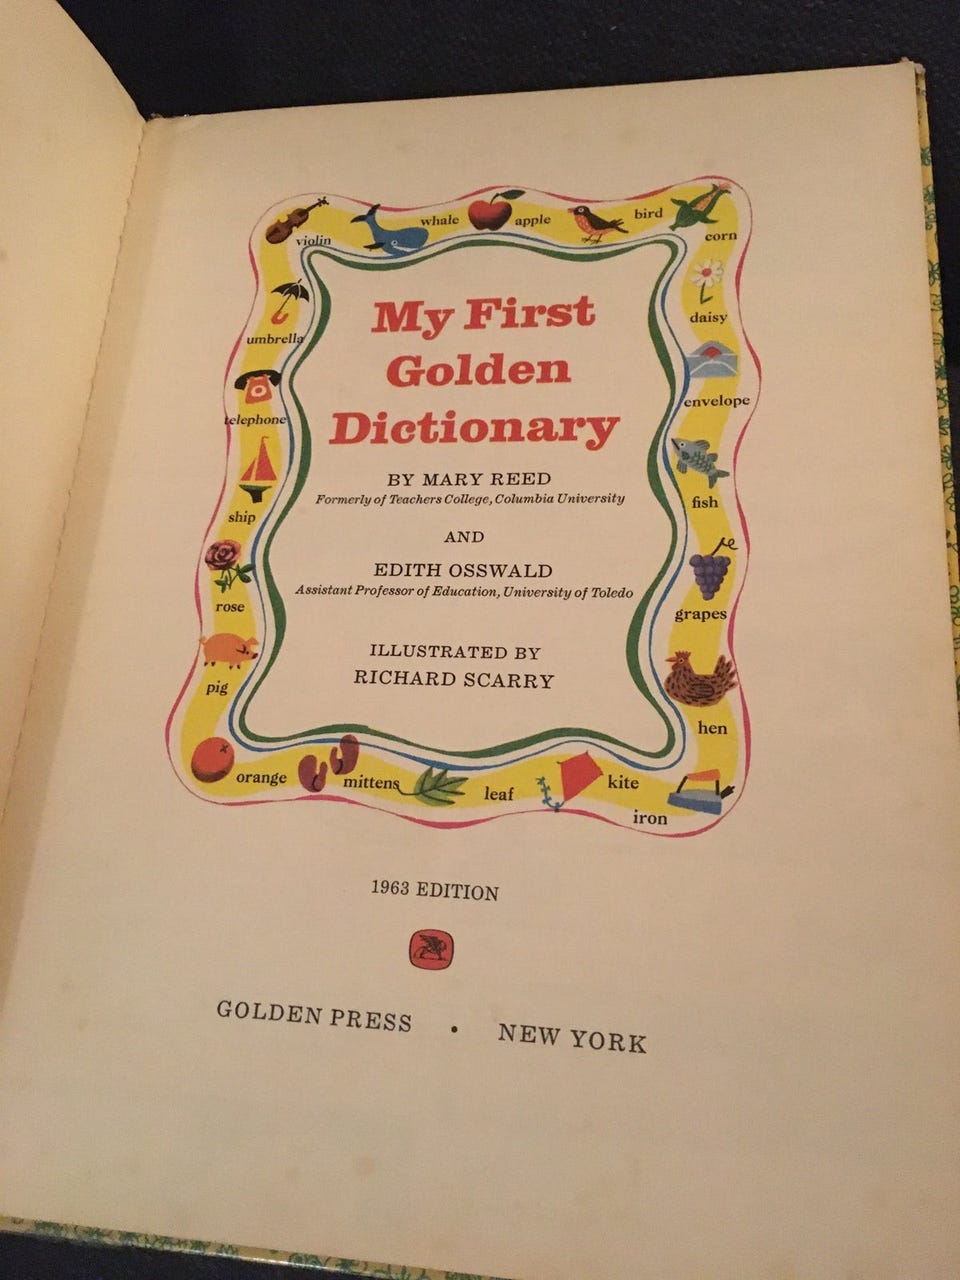 violin
whale
apple
bird
corn
daisy
envelope
fish
grapes
hen
iron
kite
leaf
mittens
orange
pig
rose
ship
telephone
umbrella
My First
Golden
Dictionary
BY MARY REED
Formerly of Teachers College, Columbia University
AND
EDITH OSSWALD
Assistant Professor of Education, University of Toledo
ILLUSTRATED BY
RICHARD SCARRY
1963 EDITION
GOLDEN PRESS • NEW YORK